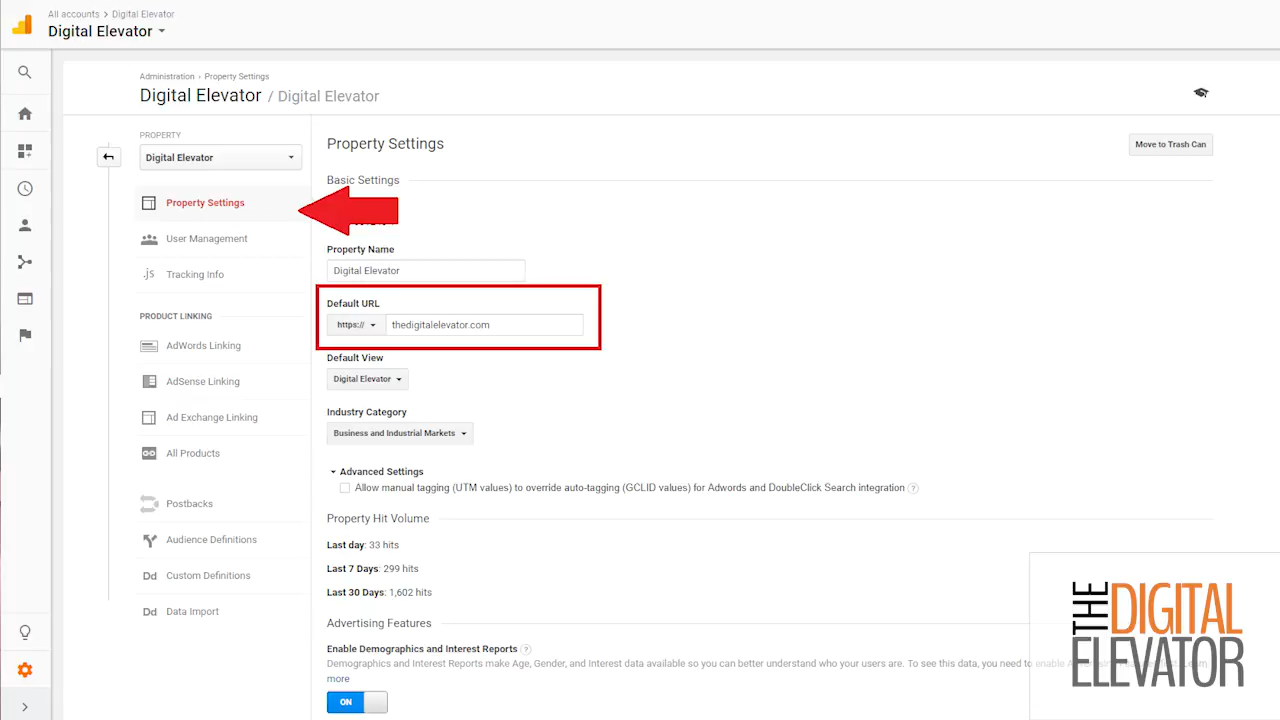 All accounts > Digital Elevator
Digital Elevator
Administration › Property Settings
Digital Elevator / Digital Elevator
PROPERTY
Digital Elevator
Property Settings
User Management
.js Tracking Info
PRODUCT LINKING
AdWords Linking
AdSense Linking
Ad Exchange Linking
All Products
Postbacks
Audience Definitions
Dd Custom Definitions
Dd Data Import
Property Settings
Move to Trash Can
Basic Settings
Property Name
Digital Elevator
Default URL
https:// thedigitalelevator.com
Default View
Digital Elevator
Industry Category
Business and Industrial Markets
Advanced Settings
Allow manual tagging (UTM values) to override auto-tagging (GCLID values) for Adwords and DoubleClick Search integration ?
Property Hit Volume
Last day: 33 hits
Last 7 Days: 299 hits
Last 30 Days: 1,602 hits
Advertising Features
Enable Demographics and Interest Reports ?
Demographics and Interest Reports make Age, Gender, and Interest data available so you can better understand who your users are. To see this data, you need to enable
more
ON
THE DIGITAL
ELEVATOR